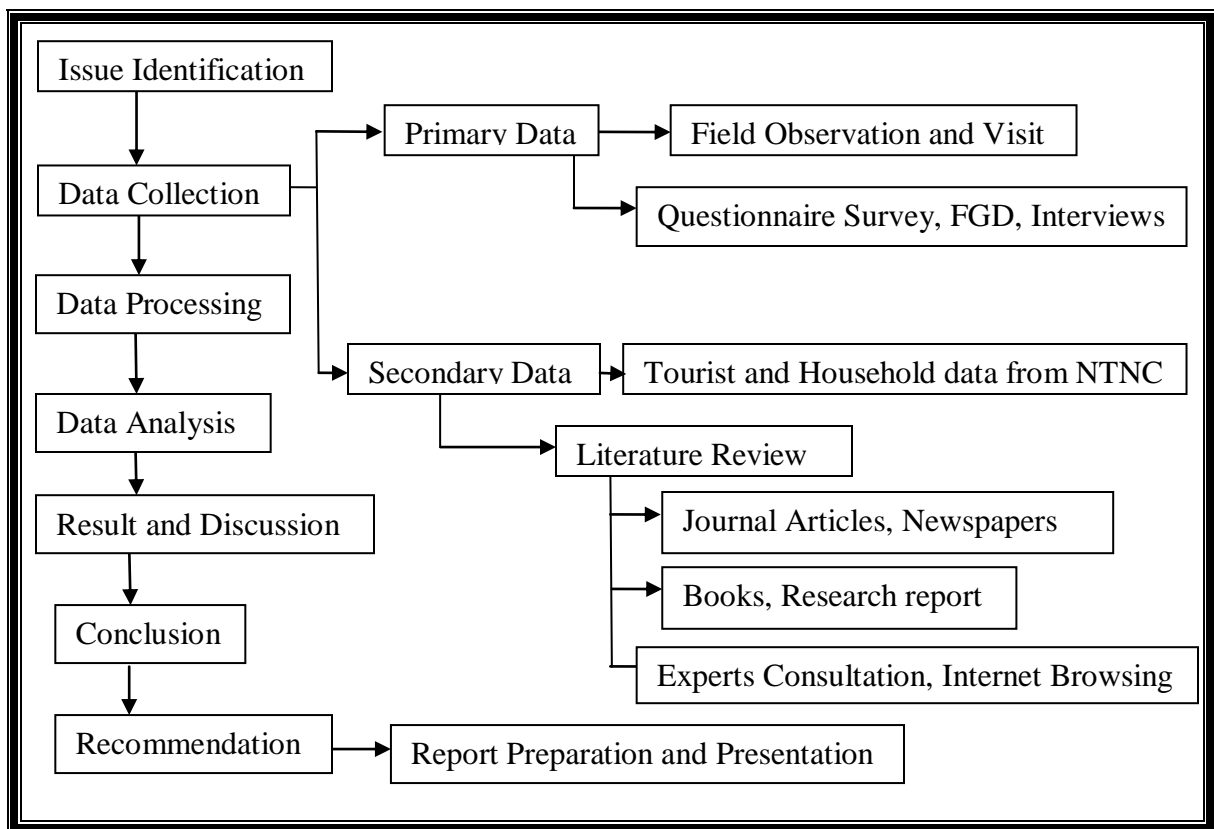 Issue Identification
Primary Data
Field Observation and Visit
Data Collection
Questionnaire Survey, FGD, Interviews
Data Processing
Secondary Data
Tourist and Household data from NTNC
Data Analysis
Literature Review
Result and Discussion
Journal Articles, Newspapers
Books, Research report
Conclusion
Experts Consultation, Internet Browsing
Recommendation
Report Preparation and Presentation